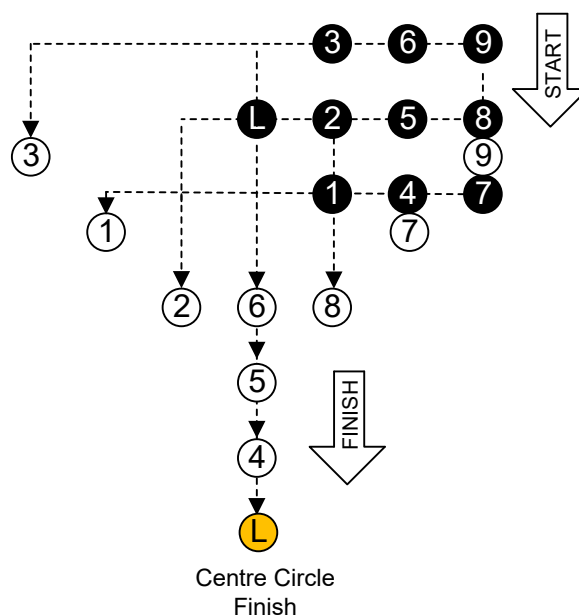 3 6 9
START
L 2 5 8
3 9
1 4 7
1 7
2 6 8
5
FINISH
4
L
Centre Circle
Finish